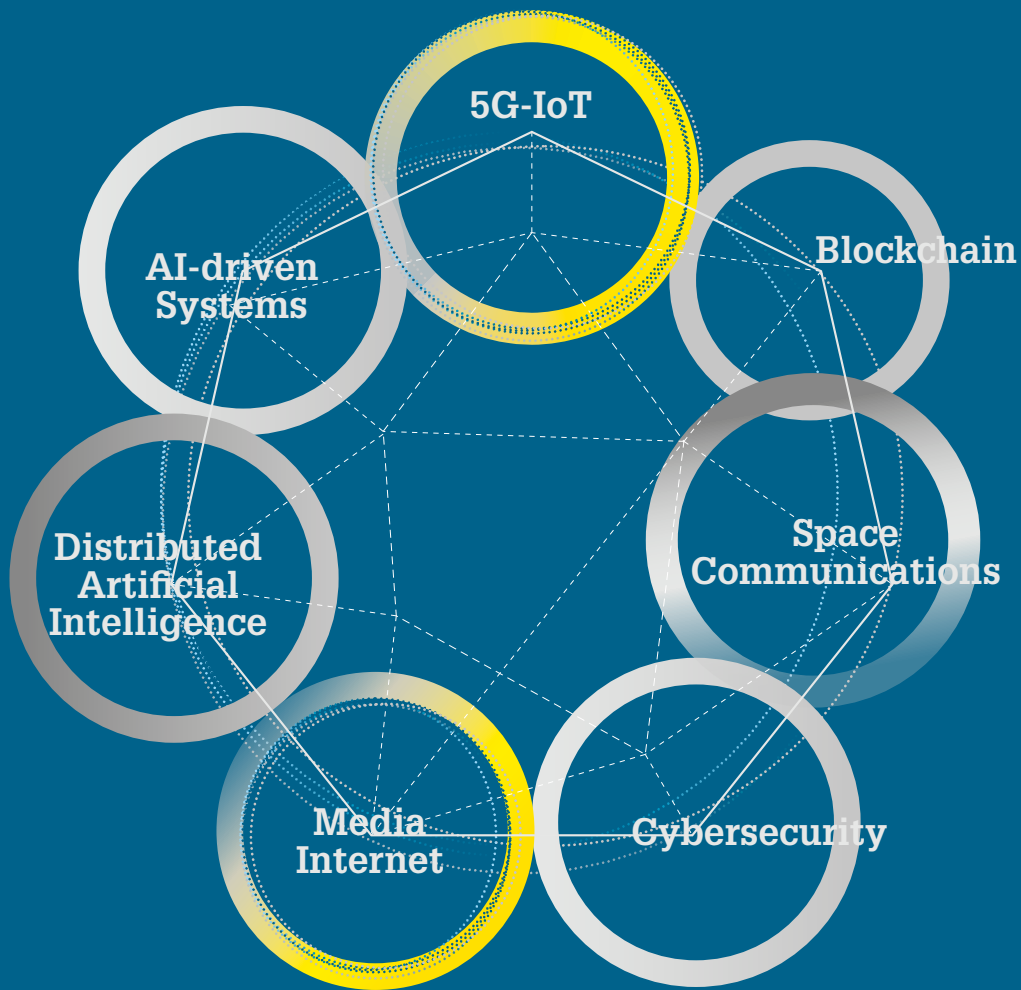 5G-IoT
Blockchain
AI-driven
Systems
Space
Communications
Distributed
Artificial
Intelligence
Media
Internet
Cybersecurity